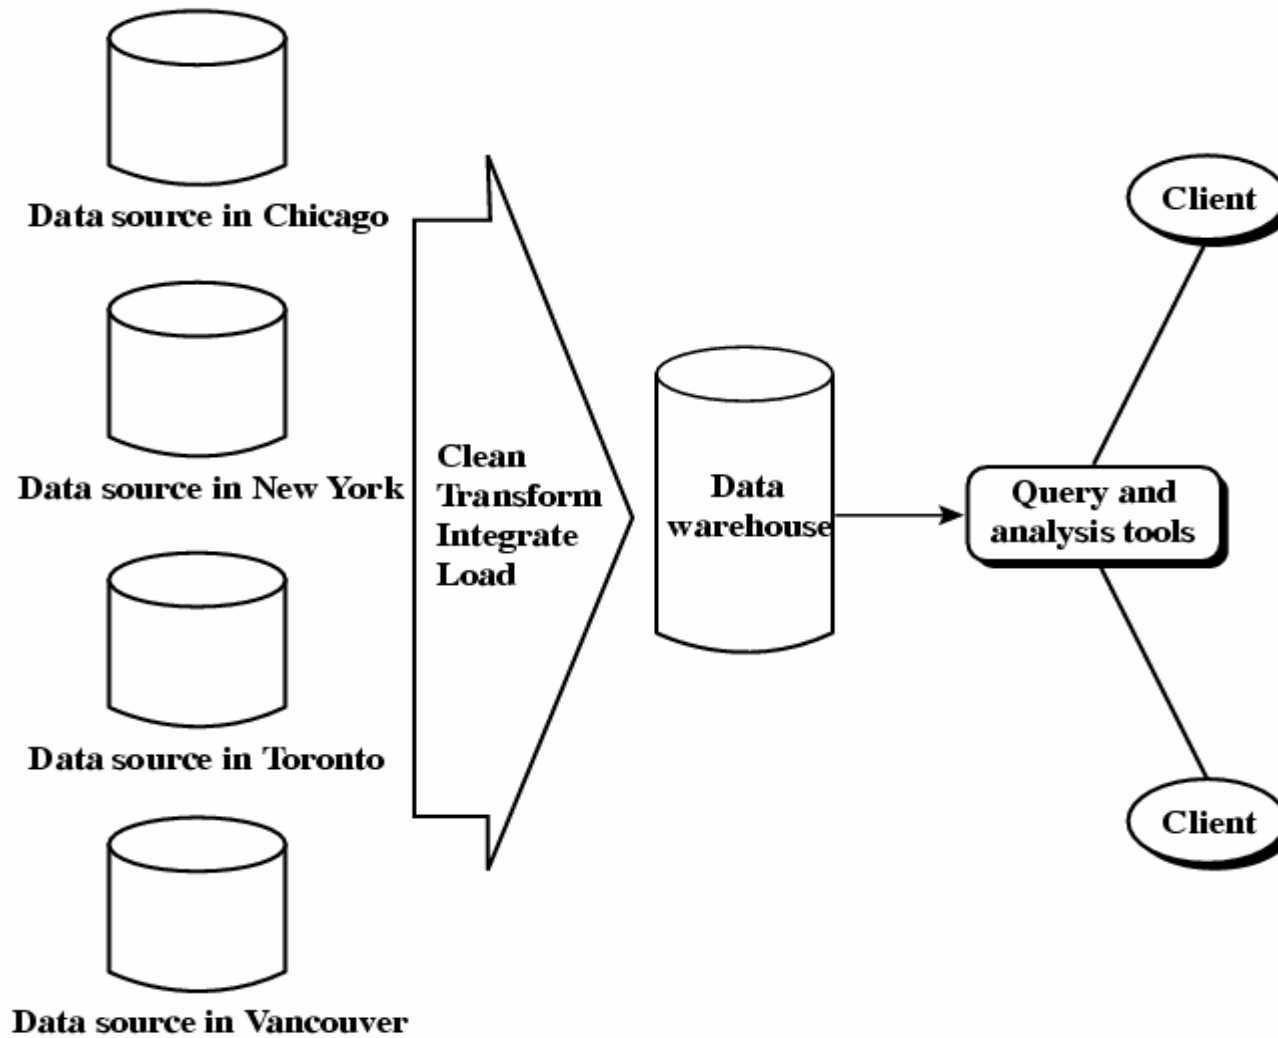 Data source in Chicago
Data source in New York
Data source in Toronto
Data source in Vancouver
Clean
Transform
Integrate
Load
Data
warehouse
Query and
analysis tools
Client
Client